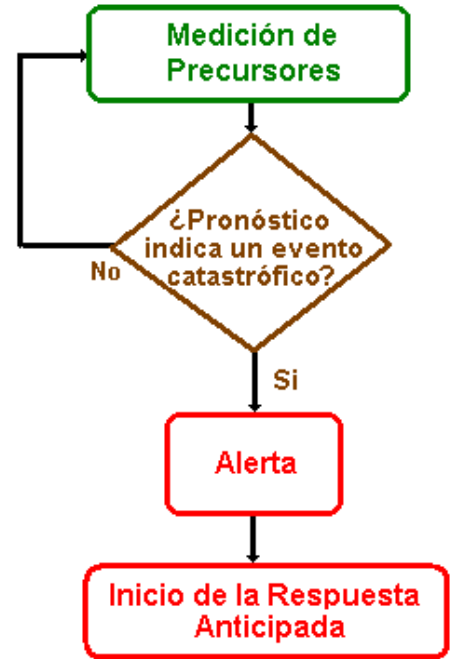 Medición de
Precursores
¿Pronóstico
indica un evento
catastrófico?
No
Si
Alerta
Inicio de la Respuesta
Anticipada